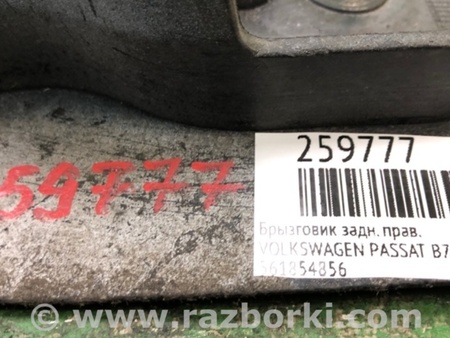 259777
59777
Брызговик задн. прав.
VOLKSWAGEN PASSAT B7
561854856
www.razborki.com